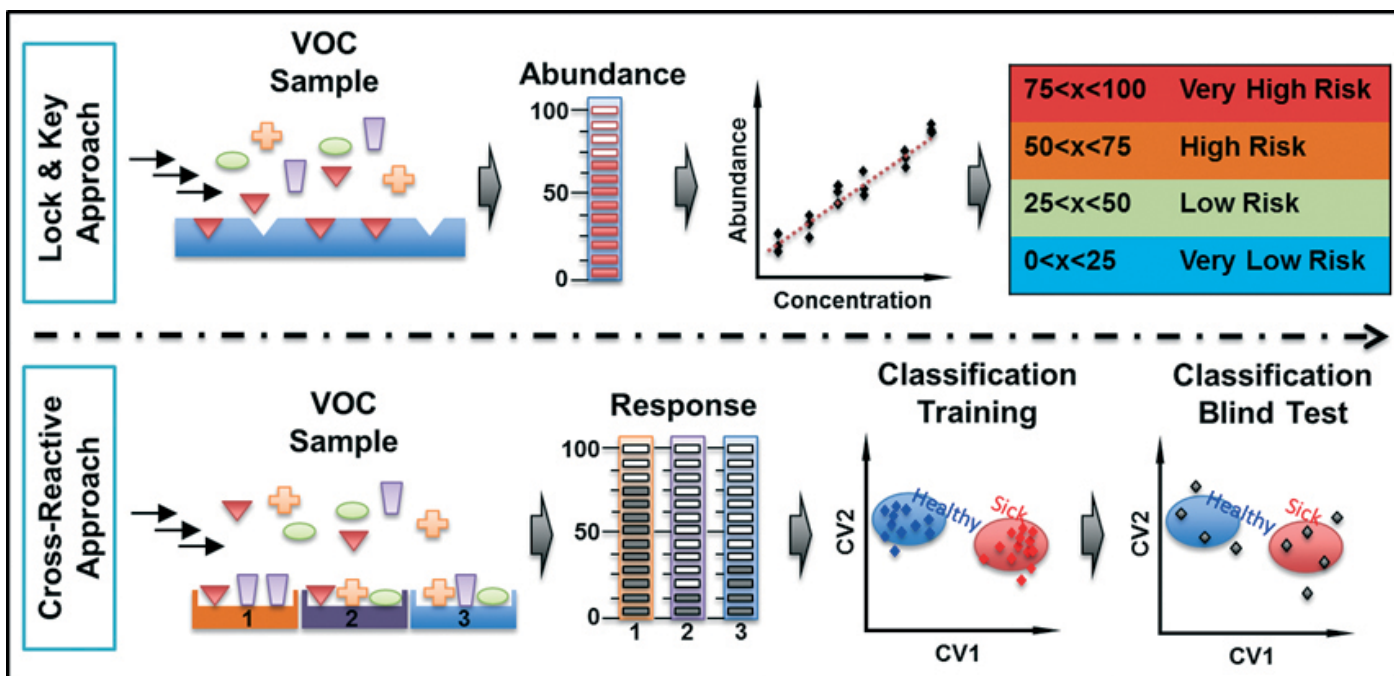 Lock & Key
Approach
VOC
Sample
Abundance
100
50
0
Abundance
Concentration
75<x<100 Very High Risk
50<x<75 High Risk
25<x<50 Low Risk
0<x<25 Very Low Risk
Cross-Reactive
Approach
VOC
Sample
1
2
3
Response
100
50
0
1 2 3
Classification
Training
CV2
Healthy
Sick
CV1
Classification
Blind Test
CV2
Healthy
Sick
CV1